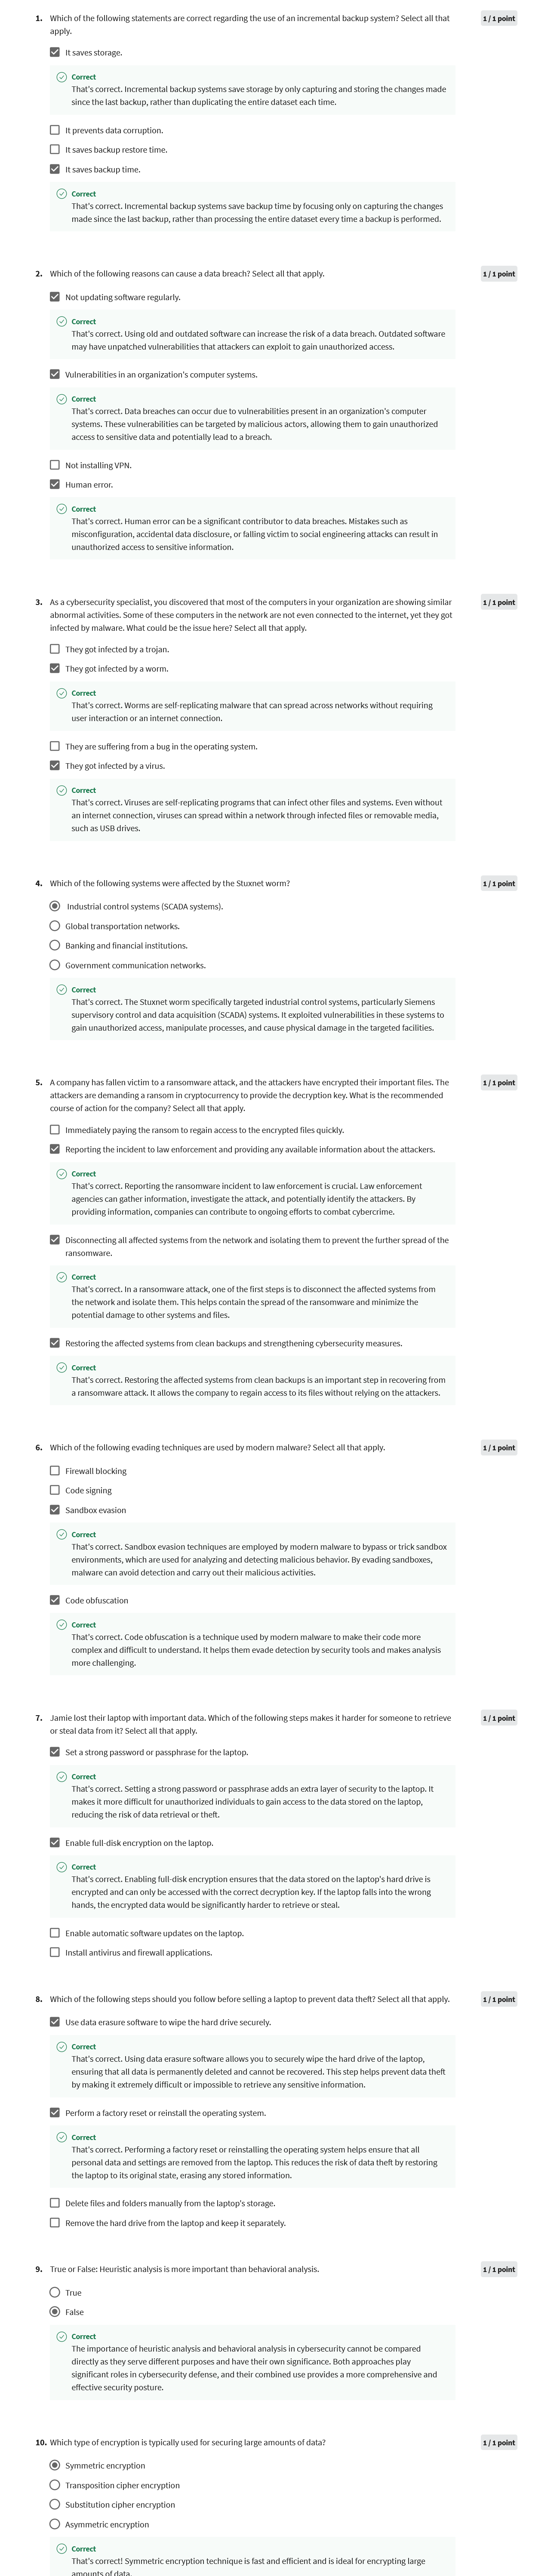 1. Which of the following statements are correct regarding the use of an incremental backup system? Select all that
apply.
1 / 1 point
It saves storage.
Correct
That's correct. Incremental backup systems save storage by only capturing and storing the changes made
since the last backup, rather than duplicating the entire dataset each time.
It prevents data corruption.
It saves backup restore time.
It saves backup time.
Correct
That's correct. Incremental backup systems save backup time by focusing only on capturing the changes
made since the last backup, rather than processing the entire dataset every time a backup is performed.
2. Which of the following reasons can cause a data breach? Select all that apply.
1 / 1 point
Not updating software regularly.
Correct
That's correct. Using old and outdated software can increase the risk of a data breach. Outdated software
may have unpatched vulnerabilities that attackers can exploit to gain unauthorized access.
Vulnerabilities in an organization's computer systems.
Correct
That's correct. Data breaches can occur due to vulnerabilities present in an organization's computer
systems. These vulnerabilities can be targeted by malicious actors, allowing them to gain unauthorized
access to sensitive data and potentially lead to a breach.
Not installing VPN.
Human error.
Correct
That's correct. Human error can be a significant contributor to data breaches. Mistakes such as
misconfiguration, accidental data disclosure, or falling victim to social engineering attacks can result in
unauthorized access to sensitive information.
3. As a cybersecurity specialist, you discovered that most of the computers in your organization are showing similar
abnormal activities. Some of these computers in the network are not even connected to the internet, yet they got
infected by malware. What could be the issue here? Select all that apply.
1 / 1 point
They got infected by a trojan.
They got infected by a worm.
Correct
That's correct. Worms are self-replicating malware that can spread across networks without requiring
user interaction or an internet connection.
They are suffering from a bug in the operating system.
They got infected by a virus.
Correct
That's correct. Viruses are self-replicating programs that can infect other files and systems. Even without
an internet connection, viruses can spread within a network through infected files or removable media,
such as USB drives.
4. Which of the following systems were affected by the Stuxnet worm?
1 / 1 point
Industrial control systems (SCADA systems).
Global transportation networks.
Banking and financial institutions.
Government communication networks.
Correct
That's correct. The Stuxnet worm specifically targeted industrial control systems, particularly Siemens
supervisory control and data acquisition (SCADA) systems. It exploited vulnerabilities in these systems to
gain unauthorized access, manipulate processes, and cause physical damage in the targeted facilities.
5. A company has fallen victim to a ransomware attack, and the attackers have encrypted their important files. The
attackers are demanding a ransom in cryptocurrency to provide the decryption key. What is the recommended
course of action for the company? Select all that apply.
1 / 1 point
Immediately paying the ransom to regain access to the encrypted files quickly.
Reporting the incident to law enforcement and providing any available information about the attackers.
Correct
That's correct. Reporting the ransomware incident to law enforcement is crucial. Law enforcement
agencies can gather information, investigate the attack, and potentially identify the attackers. By
providing information, companies can contribute to ongoing efforts to combat cybercrime.
Disconnecting all affected systems from the network and isolating them to prevent the further spread of the
ransomware.
Correct
That's correct. In a ransomware attack, one of the first steps is to disconnect the affected systems from
the network and isolate them. This helps contain the spread of the ransomware and minimize the
potential damage to other systems and files.
Restoring the affected systems from clean backups and strengthening cybersecurity measures.
Correct
That's correct. Restoring the affected systems from clean backups is an important step in recovering from
a ransomware attack. It allows the company to regain access to its files without relying on the attackers.
6. Which of the following evading techniques are used by modern malware? Select all that apply.
1 / 1 point
Firewall blocking
Code signing
Sandbox evasion
Correct
That's correct. Sandbox evasion techniques are employed by modern malware to bypass or trick sandbox
environments, which are used for analyzing and detecting malicious behavior. By evading sandboxes,
malware can avoid detection and carry out their malicious activities.
Code obfuscation
Correct
That's correct. Code obfuscation is a technique used by modern malware to make their code more
complex and difficult to understand. It helps them evade detection by security tools and makes analysis
more challenging.
7. Jamie lost their laptop with important data. Which of the following steps makes it harder for someone to retrieve
or steal data from it? Select all that apply.
1 / 1 point
Set a strong password or passphrase for the laptop.
Correct
That's correct. Setting a strong password or passphrase adds an extra layer of security to the laptop. It
makes it more difficult for unauthorized individuals to gain access to the data stored on the laptop,
reducing the risk of data retrieval or theft.
Enable full-disk encryption on the laptop.
Correct
That's correct. Enabling full-disk encryption ensures that the data stored on the laptop's hard drive is
encrypted and can only be accessed with the correct decryption key. If the laptop falls into the wrong
hands, the encrypted data would be significantly harder to retrieve or steal.
Enable automatic software updates on the laptop.
Install antivirus and firewall applications.
8. Which of the following steps should you follow before selling a laptop to prevent data theft? Select all that apply.
1 / 1 point
Use data erasure software to wipe the hard drive securely.
Correct
That's correct. Using data erasure software allows you to securely wipe the hard drive of the laptop,
ensuring that all data is permanently deleted and cannot be recovered. This step helps prevent data theft
by making it extremely difficult or impossible to retrieve any sensitive information.
Perform a factory reset or reinstall the operating system.
Correct
That's correct. Performing a factory reset or reinstalling the operating system helps ensure that all
personal data and settings are removed from the laptop. This reduces the risk of data theft by restoring
the laptop to its original state, erasing any stored information.
Delete files and folders manually from the laptop's storage.
Remove the hard drive from the laptop and keep it separately.
9. True or False: Heuristic analysis is more important than behavioral analysis.
1 / 1 point
True
False
Correct
The importance of heuristic analysis and behavioral analysis in cybersecurity cannot be compared
directly as they serve different purposes and have their own significance. Both approaches play
significant roles in cybersecurity defense, and their combined use provides a more comprehensive and
effective security posture.
10. Which type of encryption is typically used for securing large amounts of data?
1 / 1 point
Symmetric encryption
Transposition cipher encryption
Substitution cipher encryption
Asymmetric encryption
Correct
That's correct! Symmetric encryption technique is fast and efficient and is ideal for encrypting large
amounts of data.